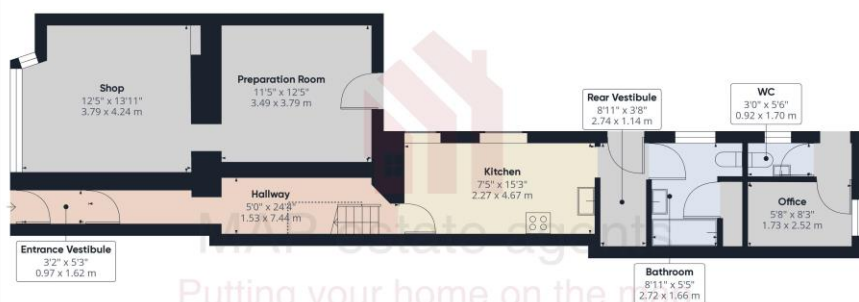 Shop
12'5" x 13'11"
3.79 x 4.24 m
Preparation Room
11'5" x 12'5"
3.49 x 3.79 m
Rear Vestibule
8'11" x 3'8"
2.74 x 1.14 m
WC
3'0" x 5'6"
0.92 x 1.70 m
Kitchen
7'5" x 15'3"
2.27 x 4.67 m
Hallway
5'0" x 24'4"
1.53 x 7.44 m
Office
5'8" x 8'3"
1.73 x 2.52 m
MAP estate agents
Entrance Vestibule
3'2" x 5'3"
0.97 x 1.62 m
Bathroom
8'11" x 5'5"
2.72 x 1.66 m
Putting your home on the m